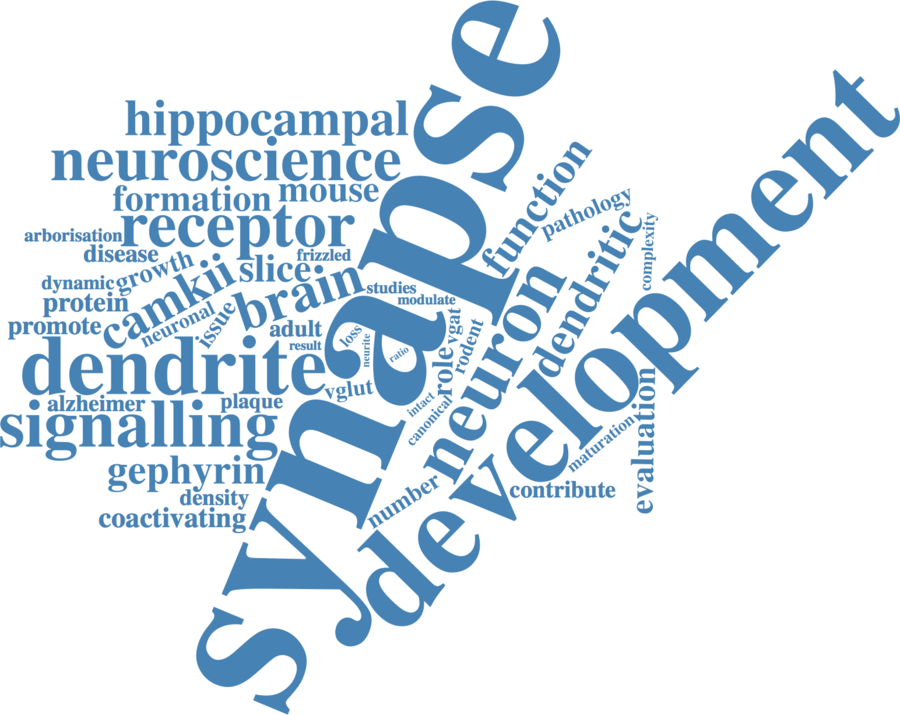 synapse
development
hippocampal
neuroscience
formation
mouse
receptor
arborisation
disease
frizzled
dynamic
growth
slice
camkii
brain
studies
modulate
protein
promote
neuronal
issue
adult
loss
neurite
result
ratio
dendrite
vglut
role
vgat
rodent
alzheimer
plaque
intact
canonical
signalling
gephyrin
density
coactivating
number
neuron
function
pathology
dendritic
complexity
maturation
evaluation
contribute